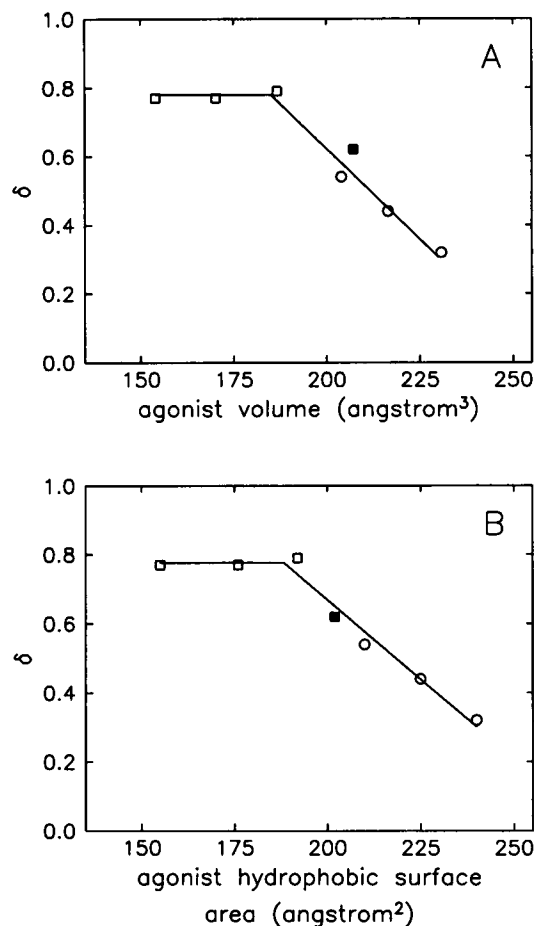 A
1.0
0.8
0.6
0.4
0.2
0.0
δ
150 175 200 225 250
agonist volume (angstrom³)
B
1.0
0.8
0.6
0.4
0.2
0.0
δ
150 175 200 225 250
agonist hydrophobic surface
area (angstrom²)